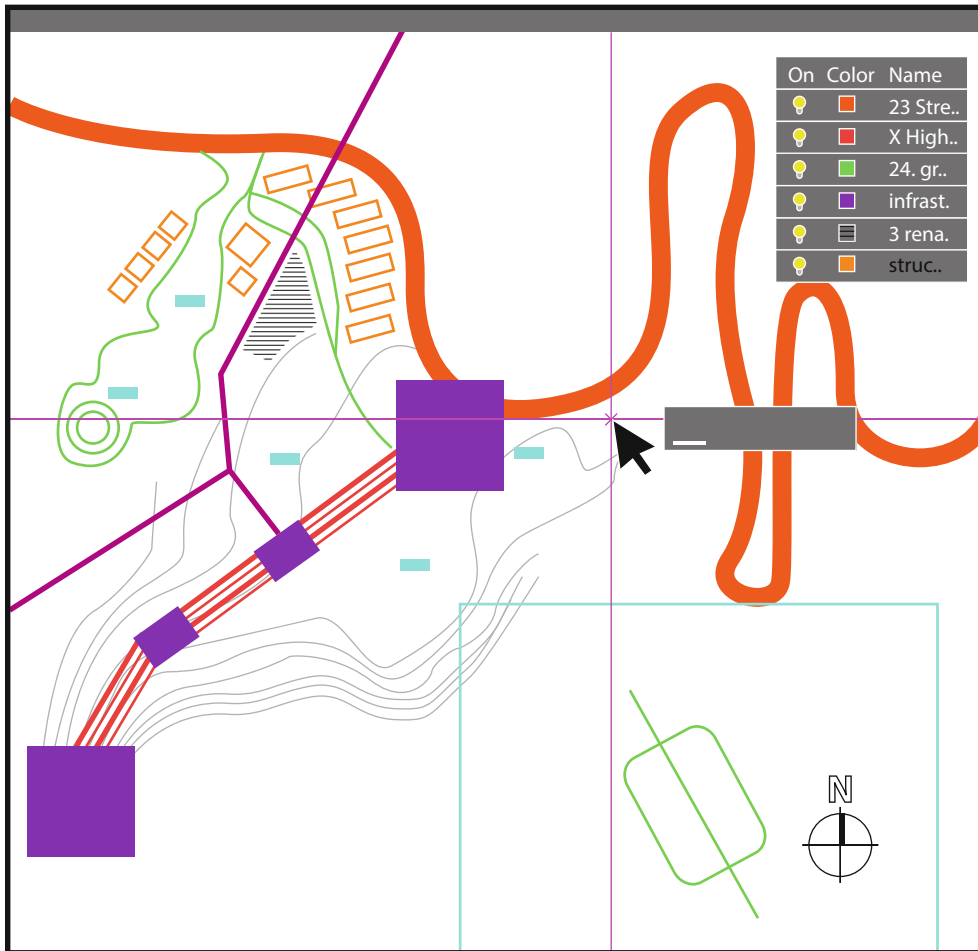 On Color Name
23 Stre..
X High..
24. gr..
infrast.
3 rena.
struc..
N